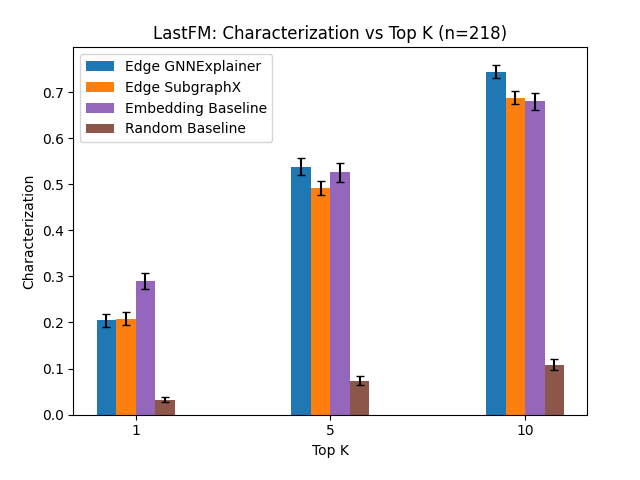 LastFM: Characterization vs Top K (n=218)
Edge GNNExplainer
Edge SubgraphX
Embedding Baseline
Random Baseline
Characterization
0.7
0.6
0.5
0.4
0.3
0.2
0.1
0.0
1
5
10
Top K